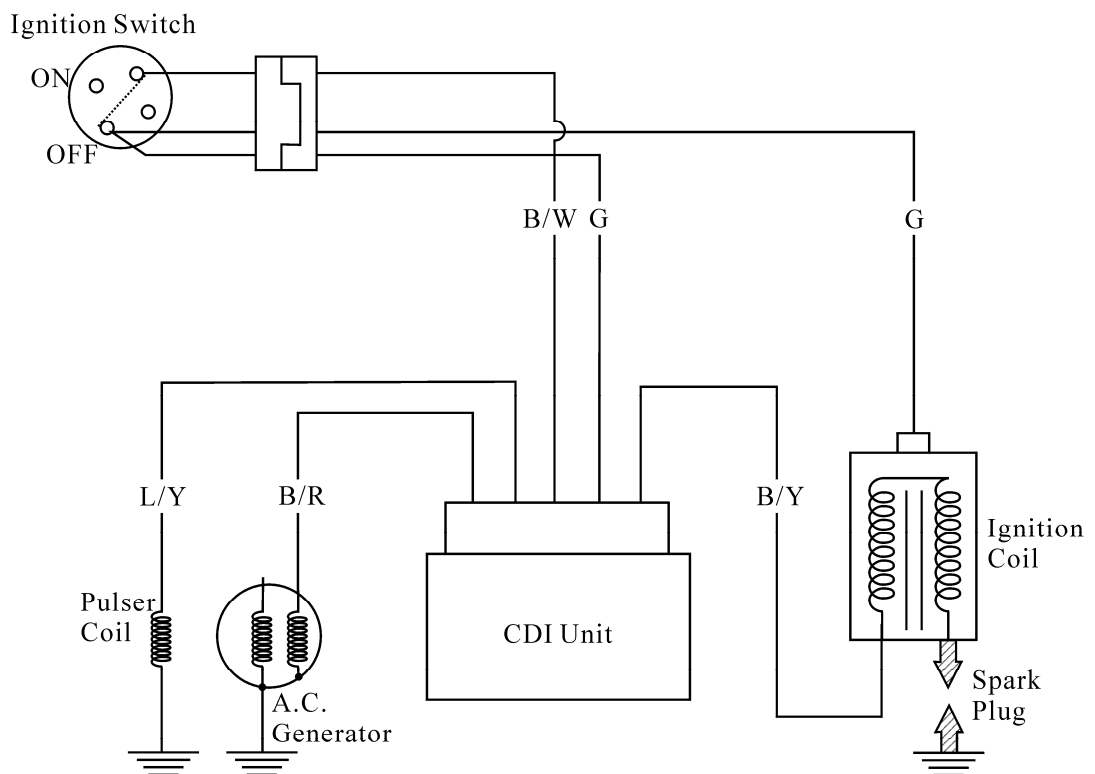 Ignition Switch
ON
OFF
B/W
G
G
L/Y
B/R
B/Y
Ignition
Coil
Pulser
Coil
CDI Unit
A.C.
Generator
Spark
Plug